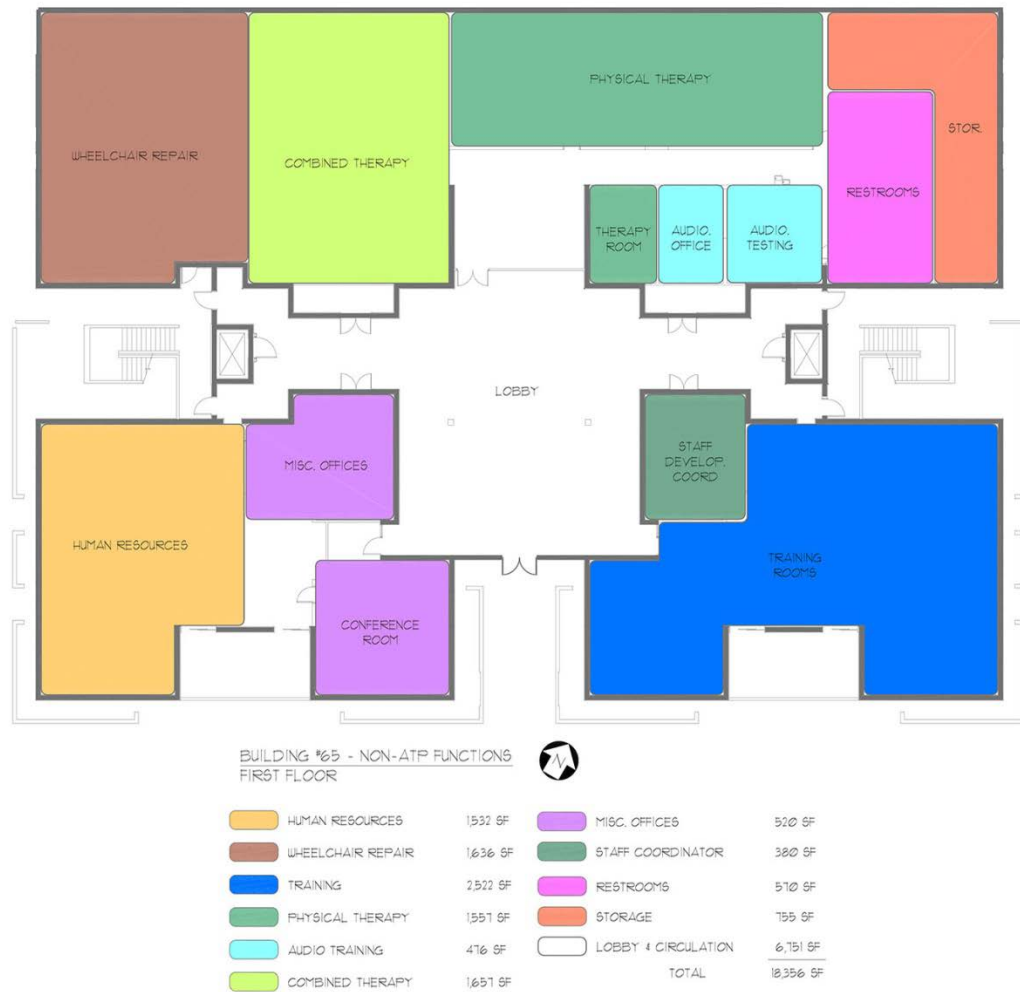 PHYSICAL THERAPY
STOR.
WHEELCHAIR REPAIR
COMBINED THERAPY
RESTROOMS
THERAPY
ROOM
AUDIO.
OFFICE
AUDIO.
TESTING
LOBBY
MISC. OFFICES
STAFF
DEVELOP.
COORD
HUMAN RESOURCES
TRAINING
ROOMS
CONFERENCE
ROOM
BUILDING #65 - NON-ATP FUNCTIONS
FIRST FLOOR
N
HUMAN RESOURCES 1,532 SF
WHEELCHAIR REPAIR 1,636 SF
TRAINING 2,522 SF
PHYSICAL THERAPY 1,557 SF
AUDIO TRAINING 476 SF
COMBINED THERAPY 1,657 SF
MISC. OFFICES 520 SF
STAFF COORDINATOR 380 SF
RESTROOMS 570 SF
STORAGE 755 SF
LOBBY & CIRCULATION 6,751 SF
TOTAL 18,356 SF